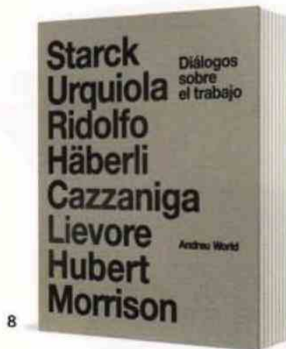 Starck
Urquiola
Ridolfo
Häberli
Cazzaniga
Lievore
Hubert
Morrison
Diálogos
sobre
el trabajo
Andreu World
8